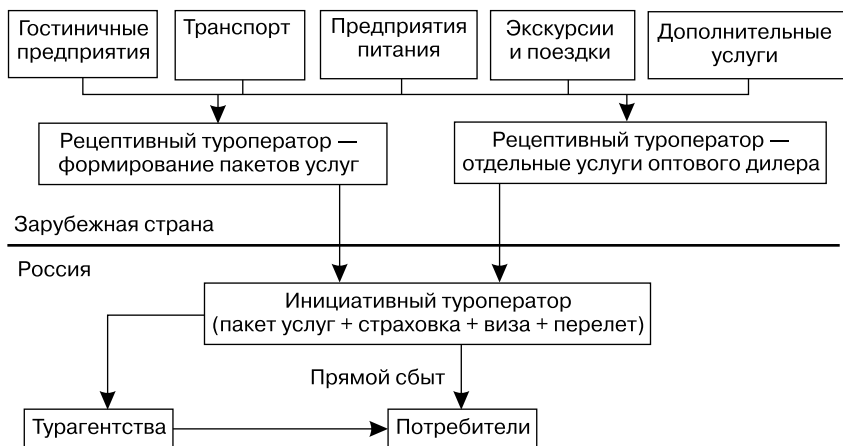 Гостиничные
предприятия
Транспорт
Предприятия
питания
Экскурсии
и поездки
Дополнительные
услуги
Рецептивный туроператор —
формирование пакетов услуг
Рецептивный туроператор —
отдельные услуги оптового дилера
Зарубежная страна
Россия
Инициативный туроператор
(пакет услуг + страховка + виза + перелет)
Прямой сбыт
Турагентства
Потребители